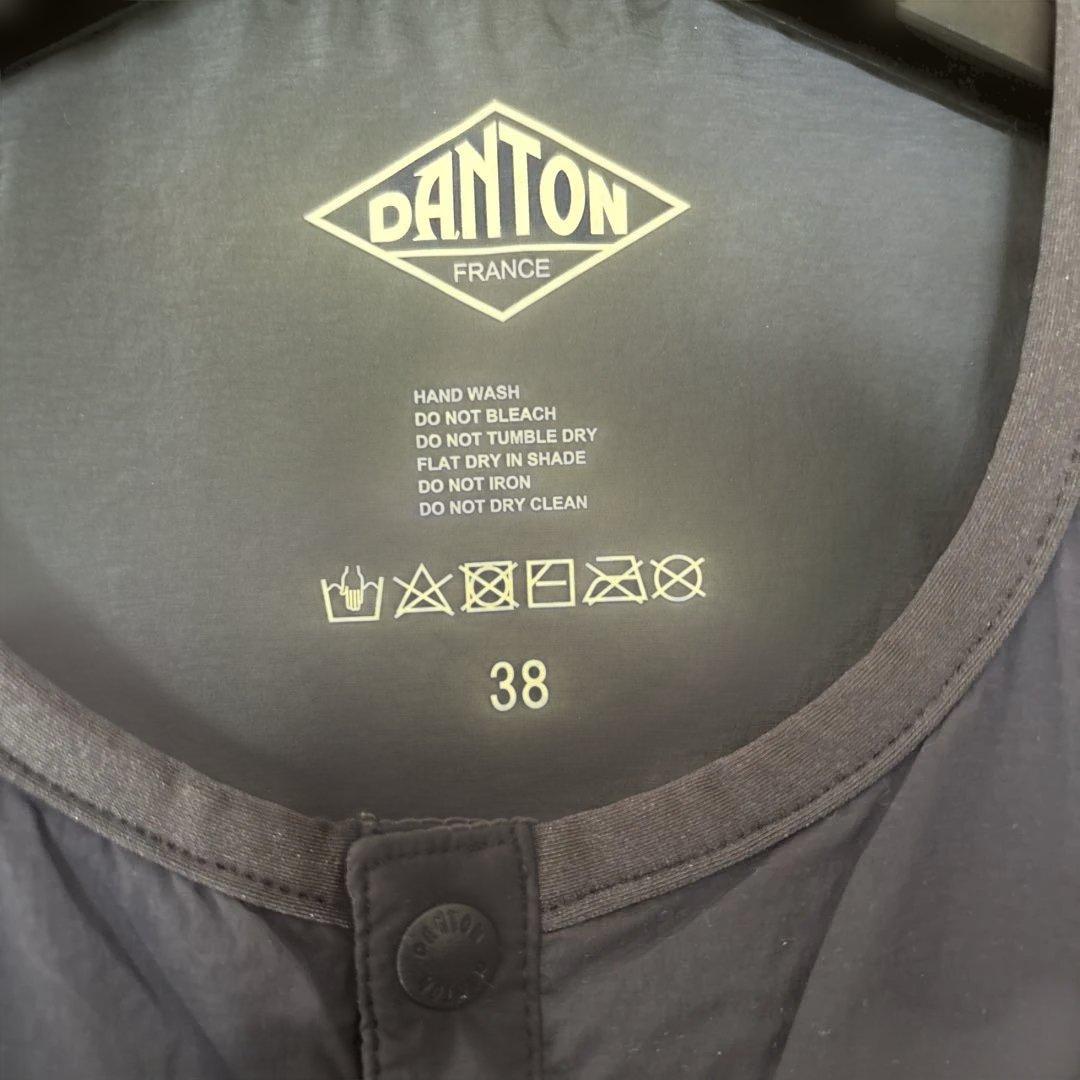 DANTON
FRANCE
HAND WASH
DO NOT BLEACH
DO NOT TUMBLE DRY
FLAT DRY IN SHADE
DO NOT IRON
DO NOT DRY CLEAN
38
DANTON